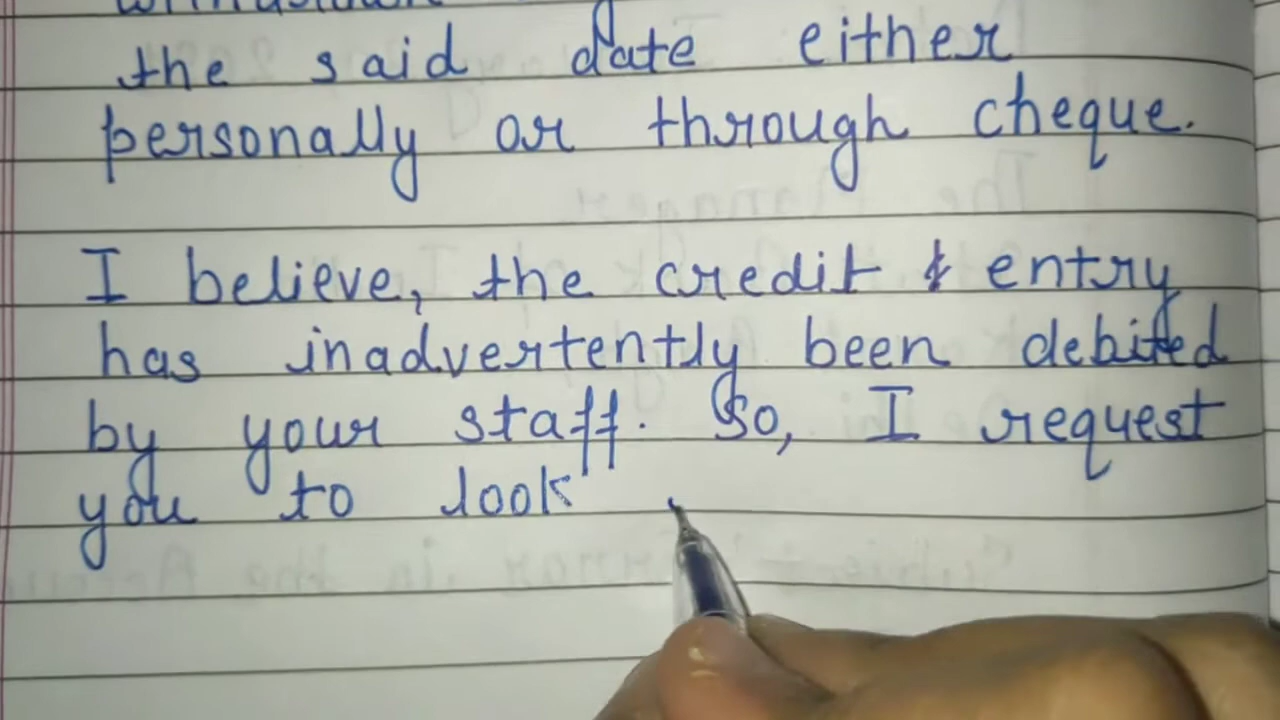 the said date either
personally or through cheque.
I believe, the credit & entry
has inadvertently been debited
by your staff. So, I request
you to look